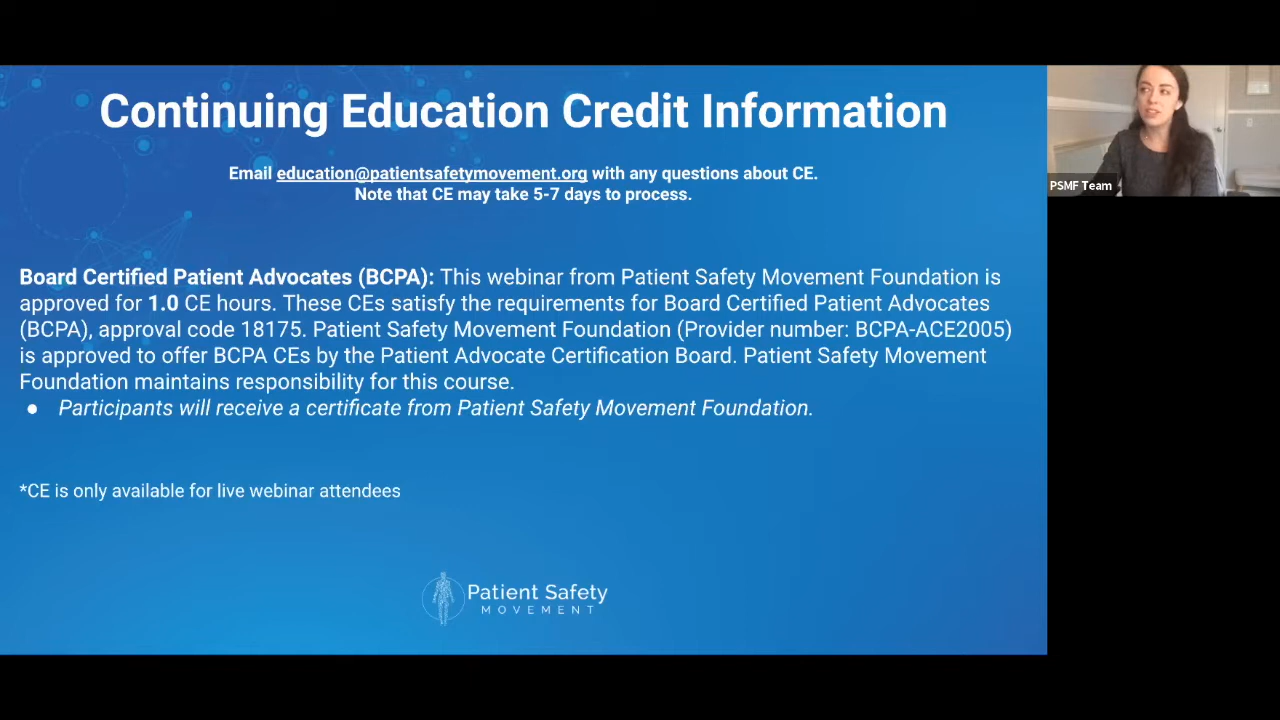 Continuing Education Credit Information
Email education@patientsafetymovement.org with any questions about CE.
Note that CE may take 5-7 days to process.
PSMF Team
Board Certified Patient Advocates (BCPA): This webinar from Patient Safety Movement Foundation is
approved for 1.0 CE hours. These CEs satisfy the requirements for Board Certified Patient Advocates
(BCPA), approval code 18175. Patient Safety Movement Foundation (Provider number: BCPA-ACE2005)
is approved to offer BCPA CEs by the Patient Advocate Certification Board. Patient Safety Movement
Foundation maintains responsibility for this course.
● Participants will receive a certificate from Patient Safety Movement Foundation.
*CE is only available for live webinar attendees
Patient Safety
MOVEMENT